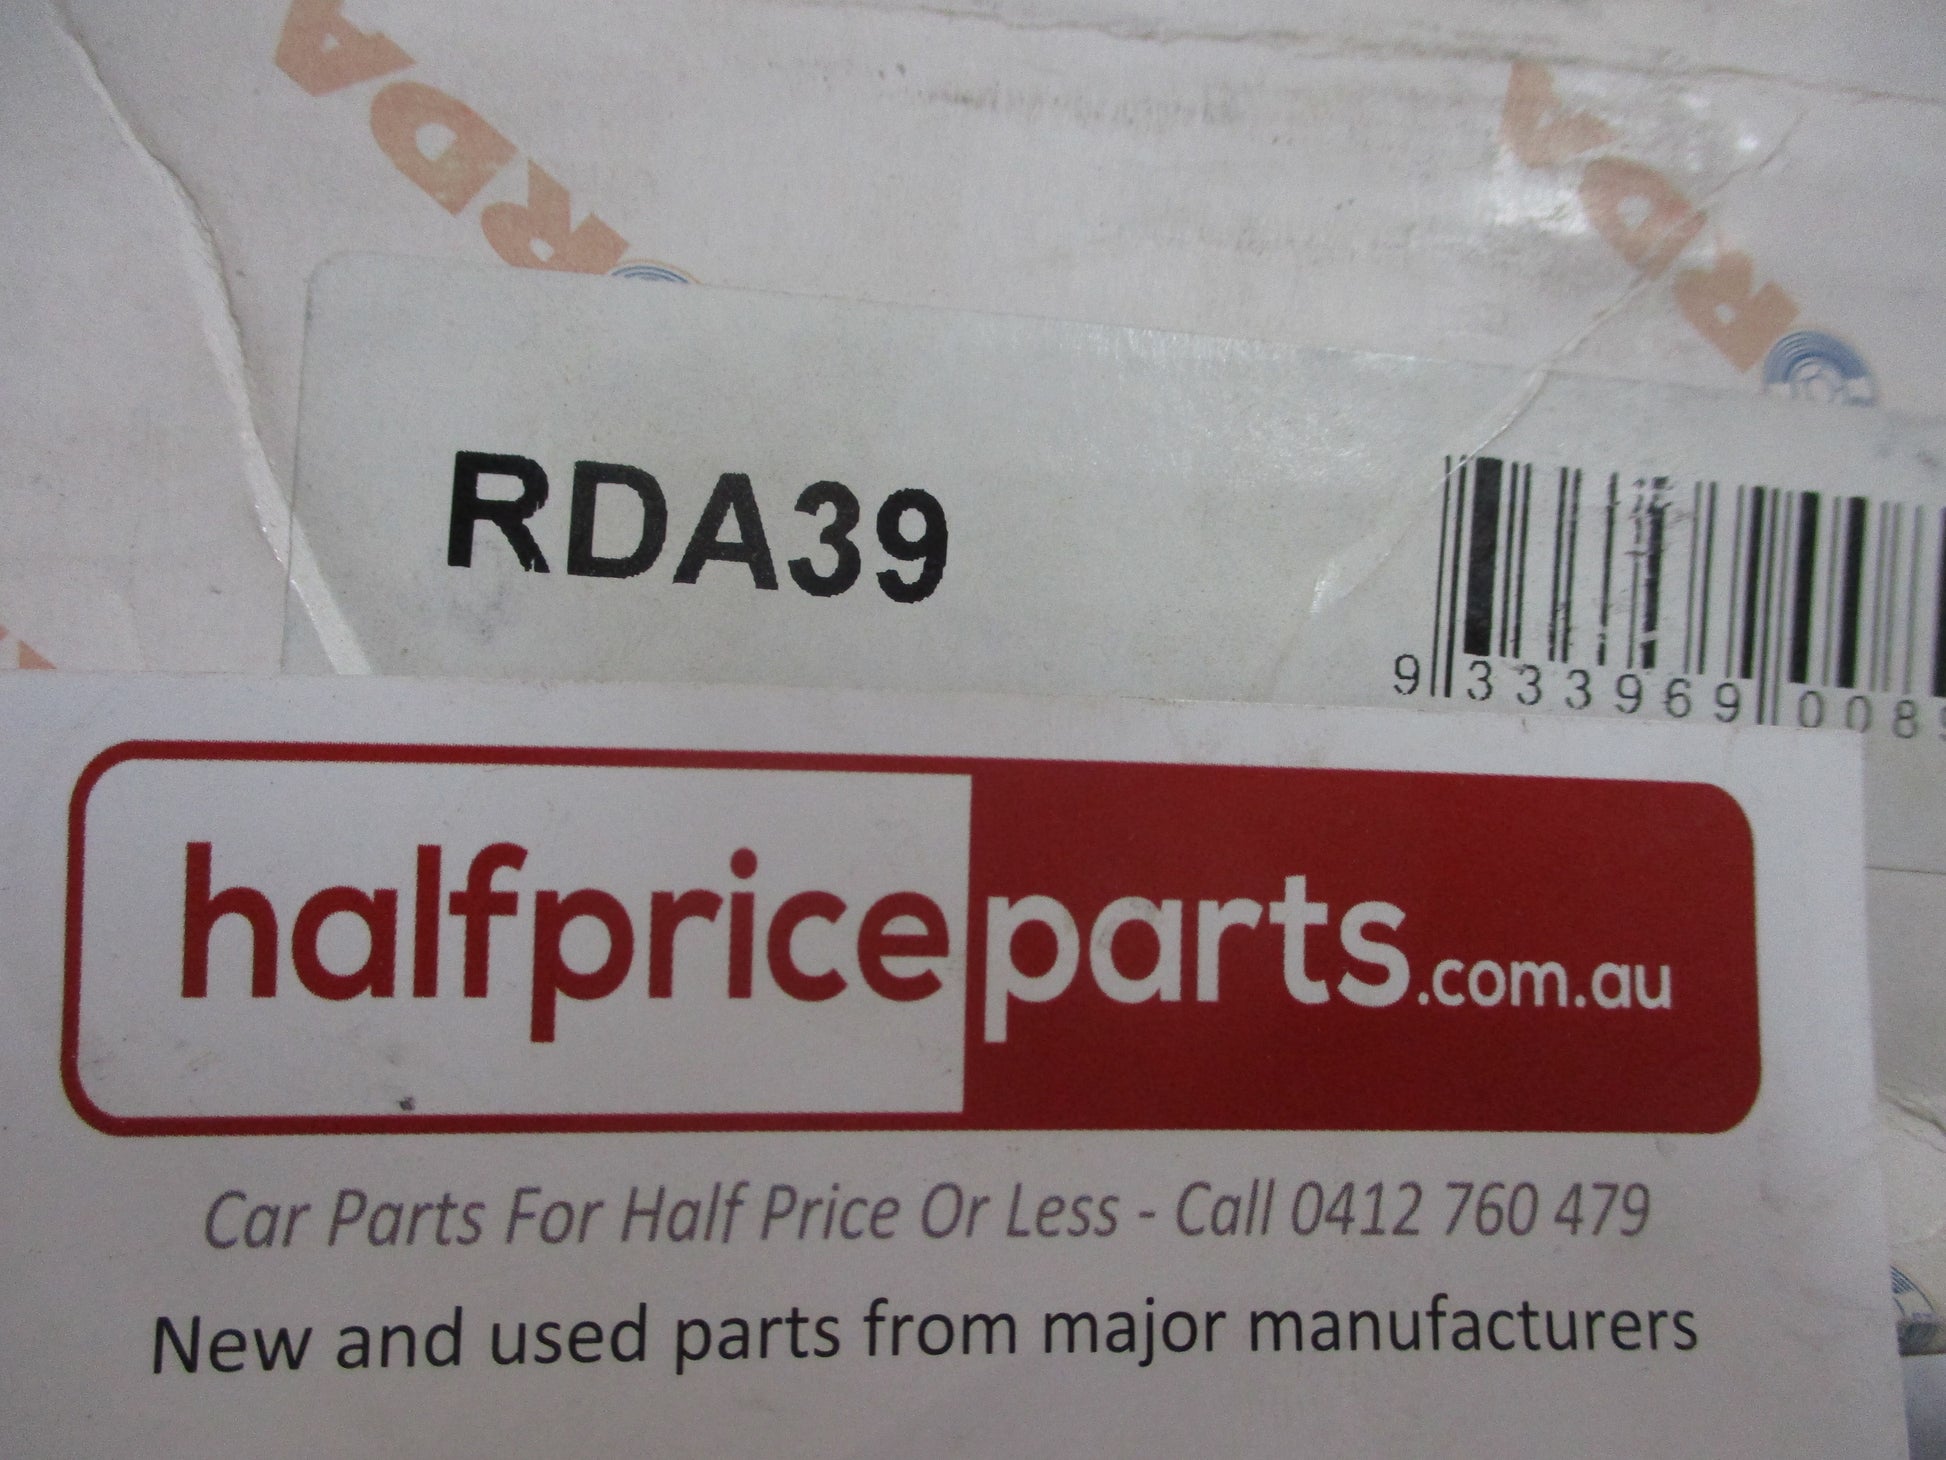 RDA
RDA
RDA39
9 333969 008
halfpriceparts.com.au
Car Parts For Half Price Or Less - Call 0412 760 479
New and used parts from major manufacturers